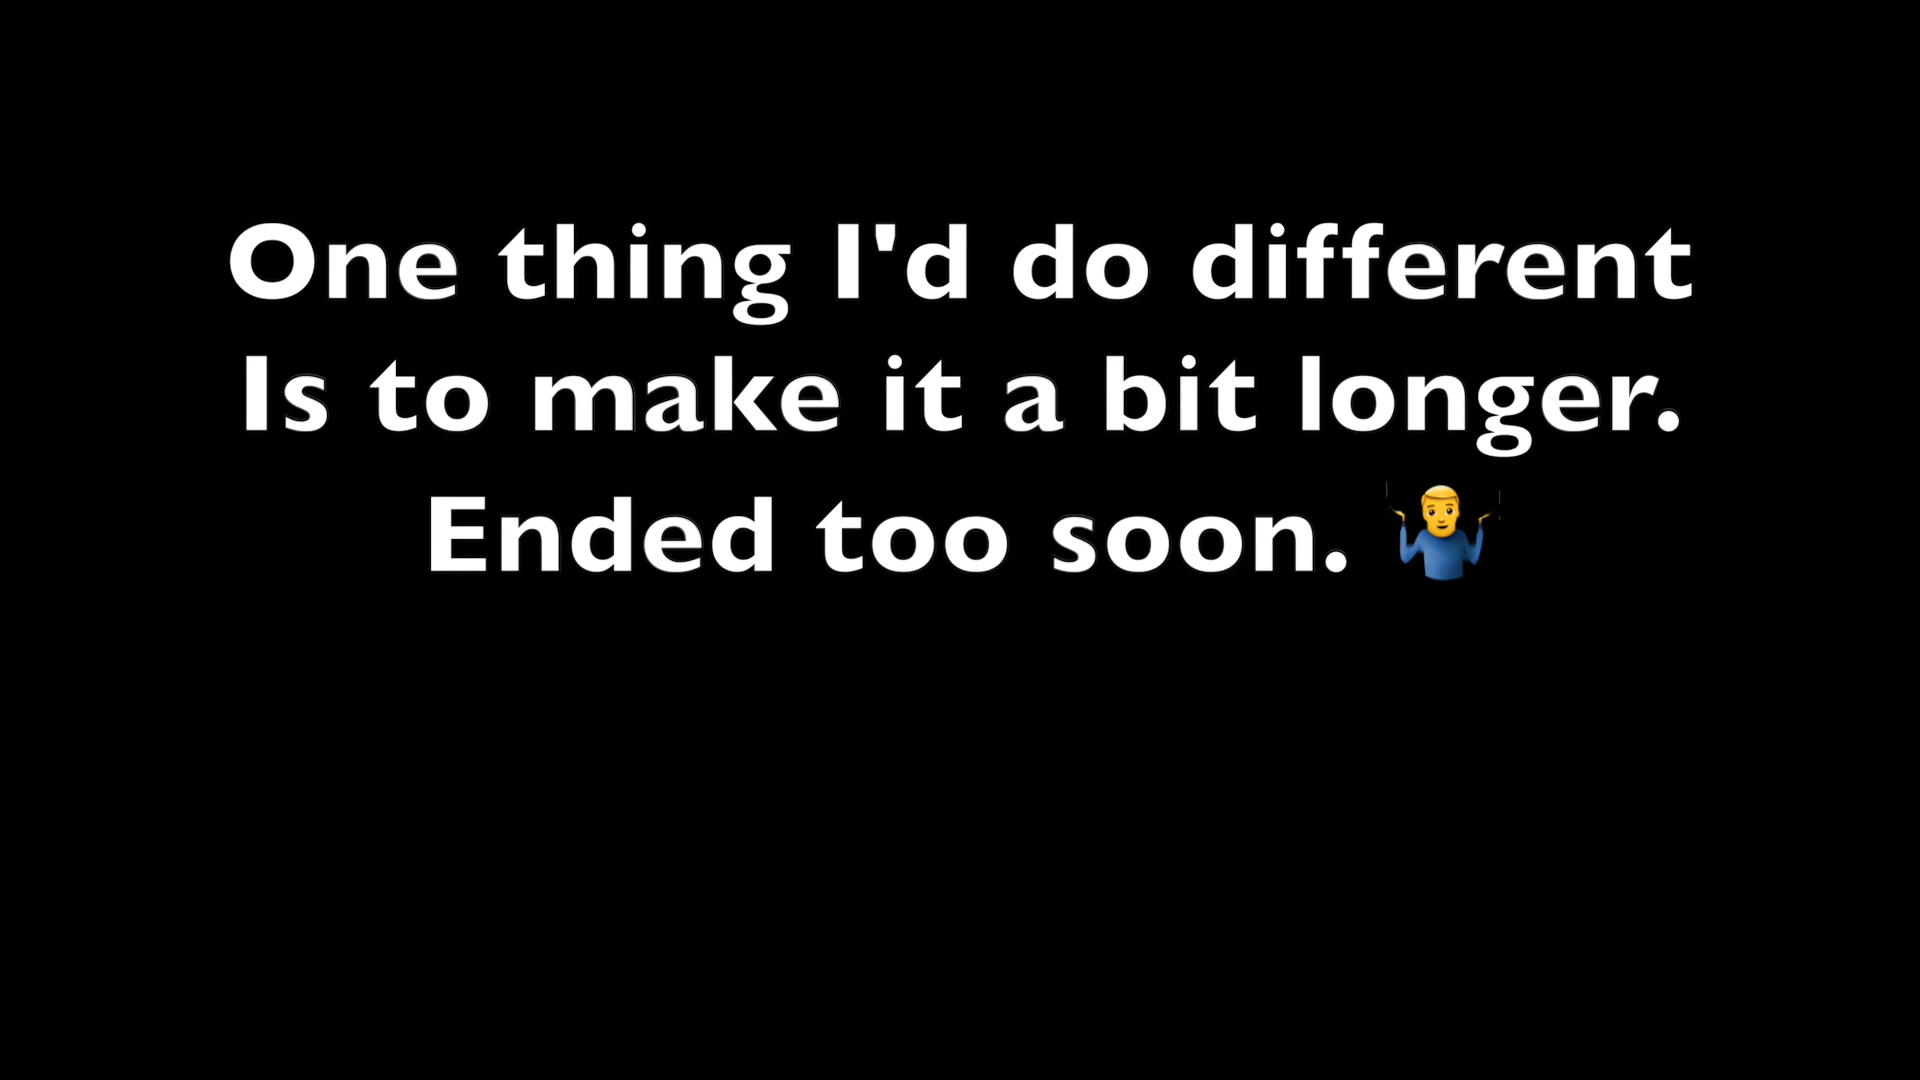 One thing I'd do different
Is to make it a bit longer.
Ended too soon. 🤷‍♂️